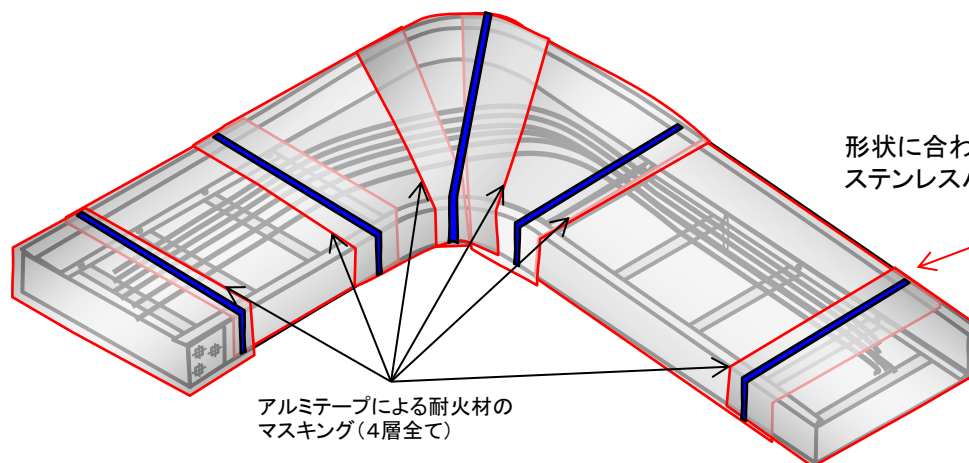 形状に合わ
ステンレスバ
アルミテープによる耐火材の
マスキング（４層全て）